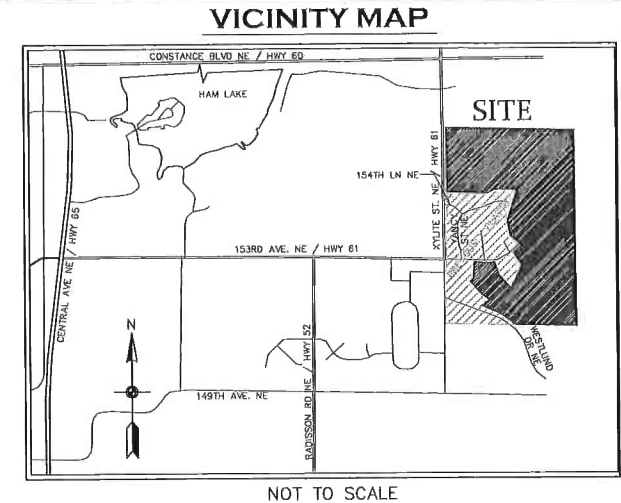 VICINITY MAP
CONSTANCE BLVD NE / HWY 60
HAM LAKE
SITE
154TH LN NE
XYLITE ST. NE / HWY 61
YANCY
ST NE
CENTRAL AVE NE / HWY 65
153RD AVE. NE / HWY 61
N
RADISSON RD NE / HWY 52
WESTLUND
DR NE
149TH AVE. NE
NOT TO SCALE